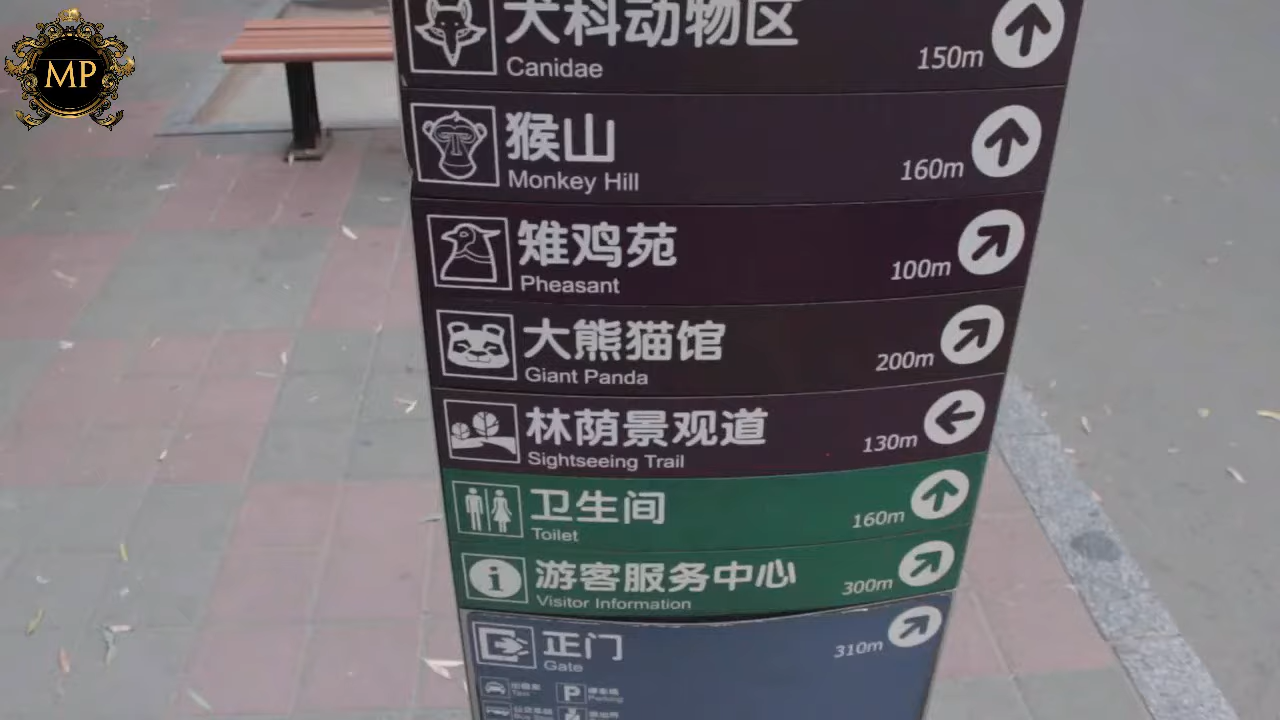 MP
犬科动物区
Canidae
150m
猴山
Monkey Hill
160m
雉鸡苑
Pheasant
100m
大熊猫馆
Giant Panda
200m
林荫景观道
Sightseeing Trail
130m
卫生间
Toilet
160m
i
游客服务中心
Visitor Information
300m
正门
Gate
310m
Taxi
P
Parking